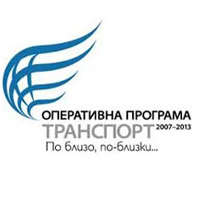 ОПЕРАТИВНА ПРОГРАМА
ТРАНСПОРТ 2007–2013
По близо, по-близки...